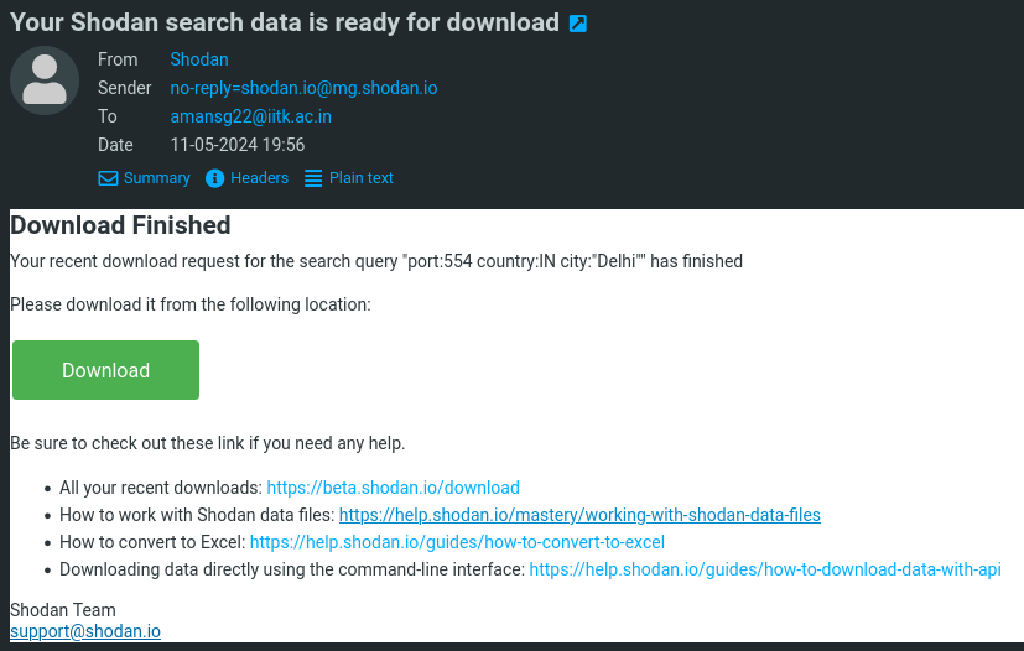 Your Shodan search data is ready for download
From Shodan
Sender no-reply=shodan.io@mg.shodan.io
To amansg22@iitk.ac.in
Date 11-05-2024 19:56
Summary Headers Plain text
Download Finished
Your recent download request for the search query "port:554 country:IN city:"Delhi"" has finished
Please download it from the following location:
Download
Be sure to check out these link if you need any help.
• All your recent downloads: https://beta.shodan.io/download
• How to work with Shodan data files: https://help.shodan.io/mastery/working-with-shodan-data-files
• How to convert to Excel: https://help.shodan.io/guides/how-to-convert-to-excel
• Downloading data directly using the command-line interface: https://help.shodan.io/guides/how-to-download-data-with-api
Shodan Team
support@shodan.io